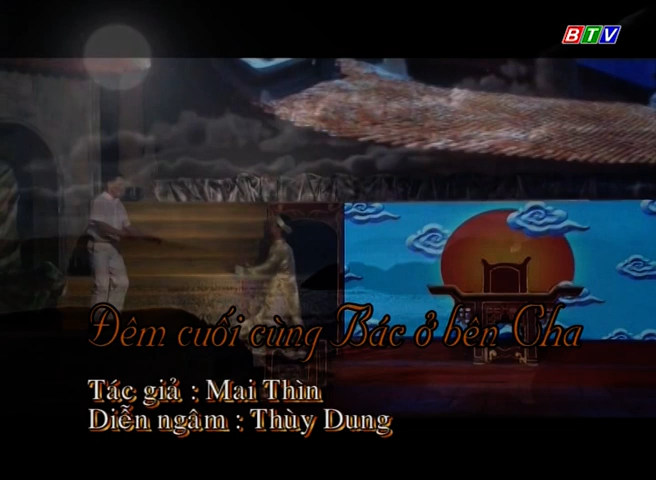 BTV
Đêm cuối cùng Bác ở bên Cha
Tác giả : Mai Thìn
Diễn ngâm : Thùy Dung